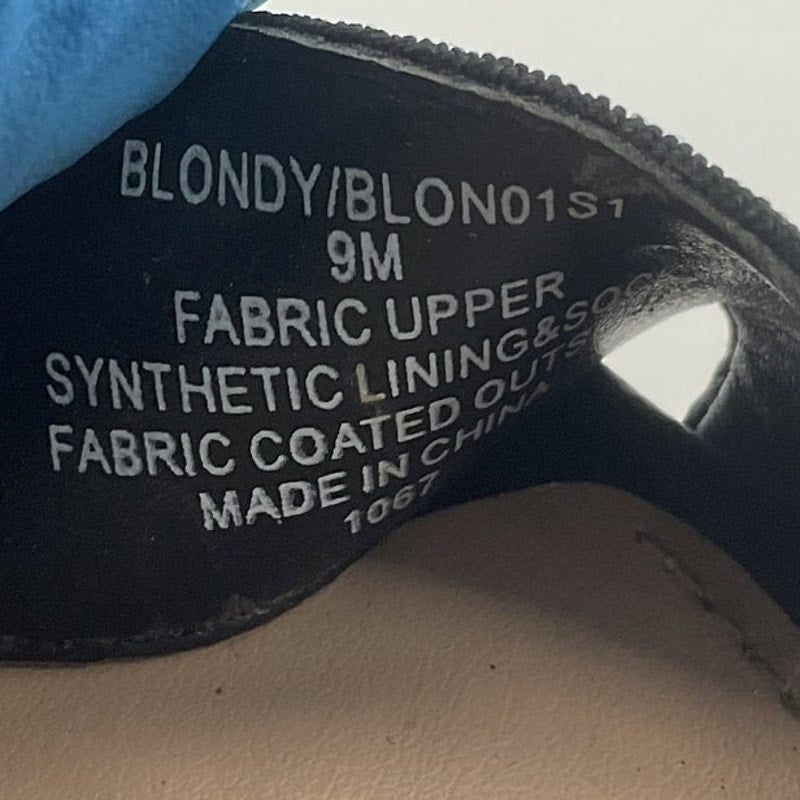 BLONDY/BLON01S1
9M
FABRIC UPPER
SYNTHETIC LINING&SOC
FABRIC COATED OUTS
MADE IN CHINA
1067